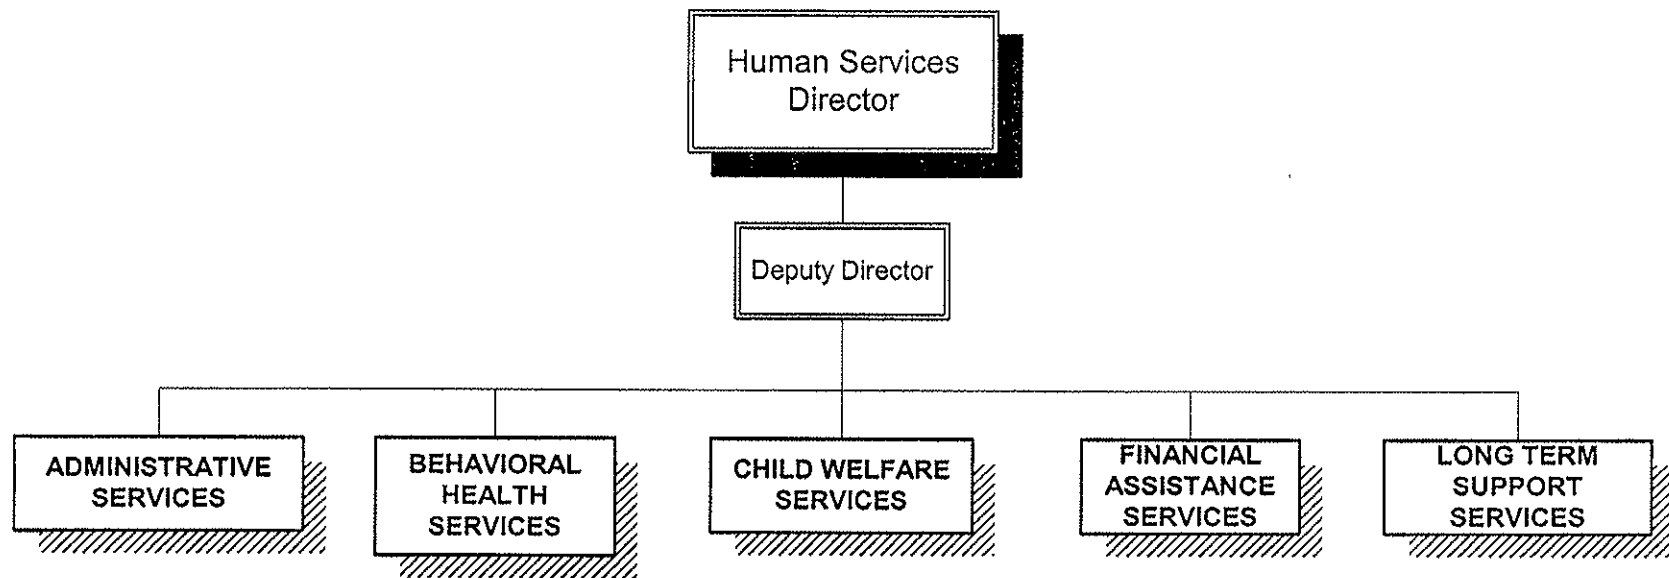 Human Services
Director
Deputy Director
ADMINISTRATIVE
SERVICES
BEHAVIORAL
HEALTH
SERVICES
CHILD WELFARE
SERVICES
FINANCIAL
ASSISTANCE
SERVICES
LONG TERM
SUPPORT
SERVICES